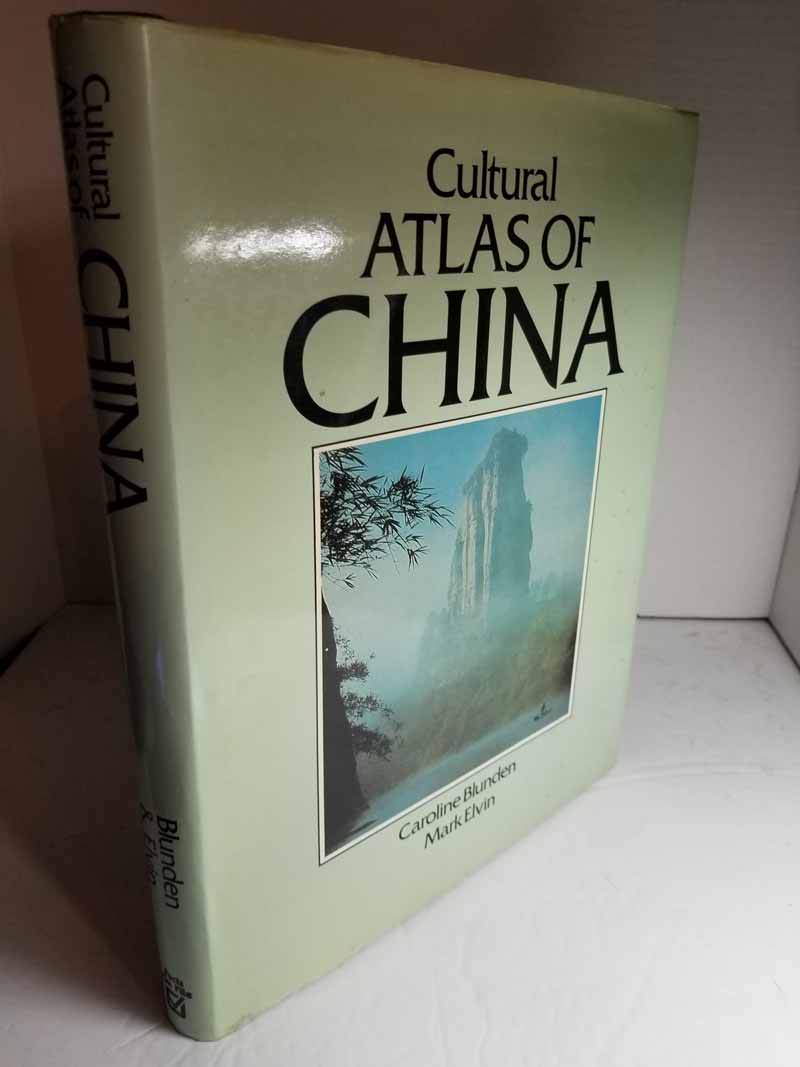 Cultural
ATLAS OF
CHINA
Caroline Blunden
Mark Elvin
Cultural
Atlas of
CHINA
Blunden
& Elvin